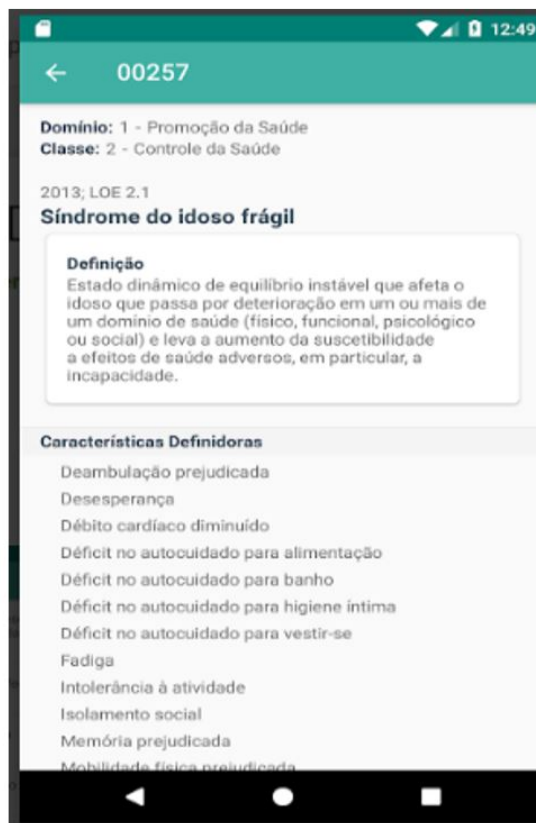 12:49
00257
Domínio: 1 - Promoção da Saúde
Classe: 2 - Controle da Saúde
2013; LOE 2.1
Síndrome do idoso frágil
Definição
Estado dinâmico de equilíbrio instável que afeta o
idoso que passa por deterioração em um ou mais de
um domínio de saúde (físico, funcional, psicológico
ou social) e leva a aumento da suscetibilidade
a efeitos de saúde adversos, em particular, a
incapacidade.
Características Definidoras
Deambulação prejudicada
Desesperança
Débito cardíaco diminuído
Déficit no autocuidado para alimentação
Déficit no autocuidado para banho
Déficit no autocuidado para higiene íntima
Déficit no autocuidado para vestir-se
Fadiga
Intolerância à atividade
Isolamento social
Memória prejudicada
Mobilidade física prejudicada